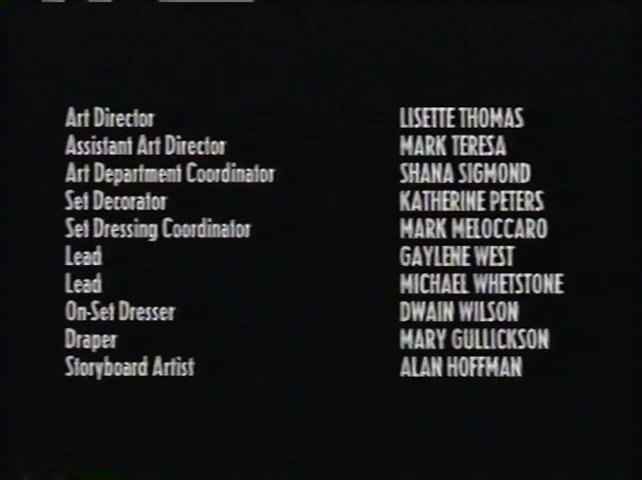 Art Director LISETTE THOMAS
Assistant Art Director MARK TERESA
Art Department Coordinator SHANA SIGMOND
Set Decorator KATHERINE PETERS
Set Dressing Coordinator MARK MELOCCARO
Lead GAYLENE WEST
Lead MICHAEL WHETSTONE
On-Set Dresser DWAIN WILSON
Draper MARY GULLICKSON
Storyboard Artist ALAN HOFFMAN